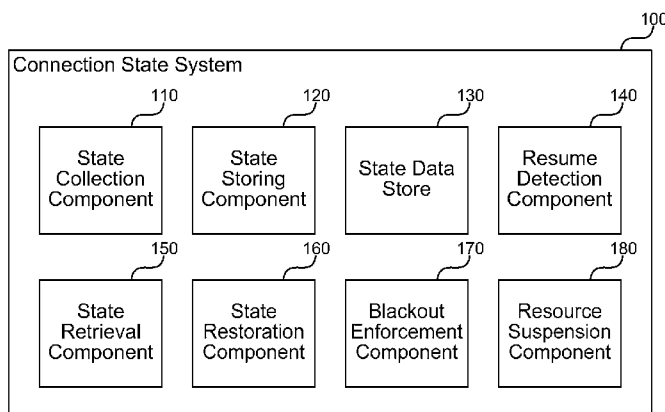 100
Connection State System
110
120
130
140
State
Collection
Component
State
Storing
Component
State Data
Store
Resume
Detection
Component
150
160
170
180
State
Retrieval
Component
State
Restoration
Component
Blackout
Enforcement
Component
Resource
Suspension
Component